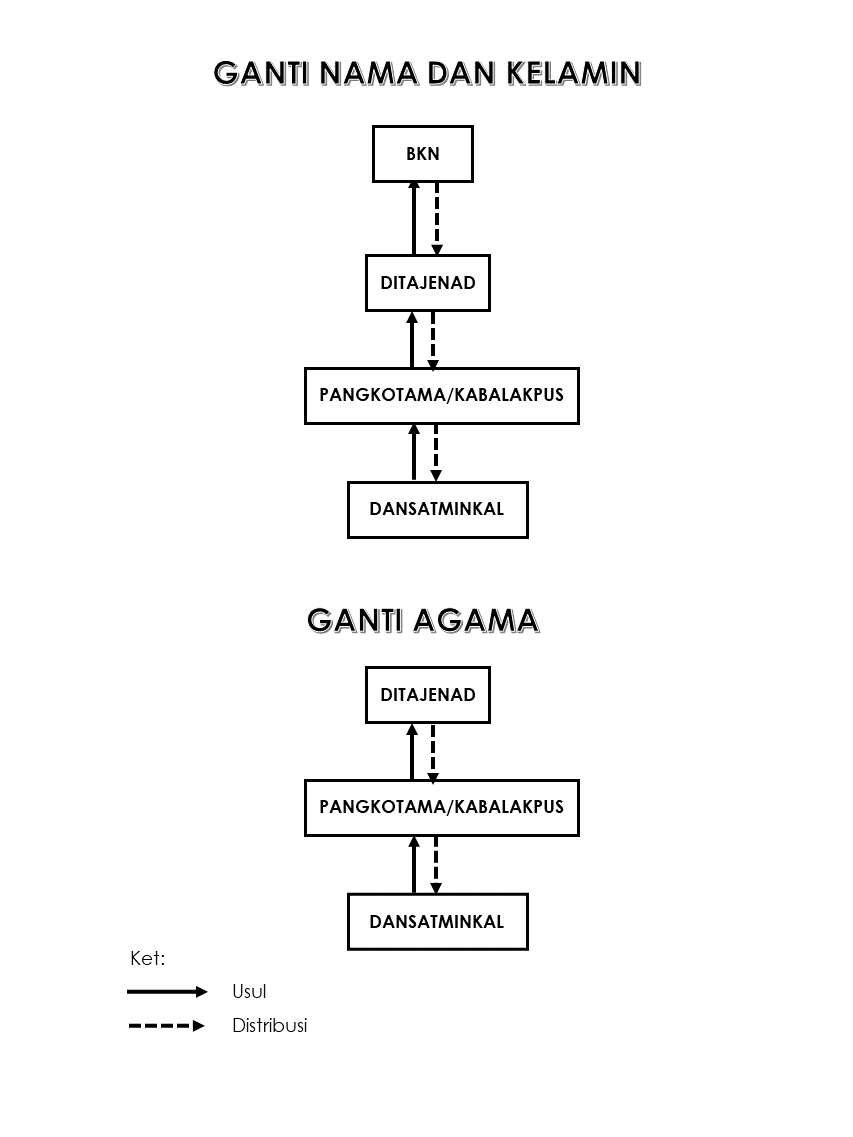 GANTI NAMA DAN KELAMIN
BKN
DITAJENAD
PANGKOTAMA/KABALAKPUS
DANSATMINKAL
GANTI AGAMA
DITAJENAD
PANGKOTAMA/KABALAKPUS
DANSATMINKAL
Ket:
Usul
Distribusi